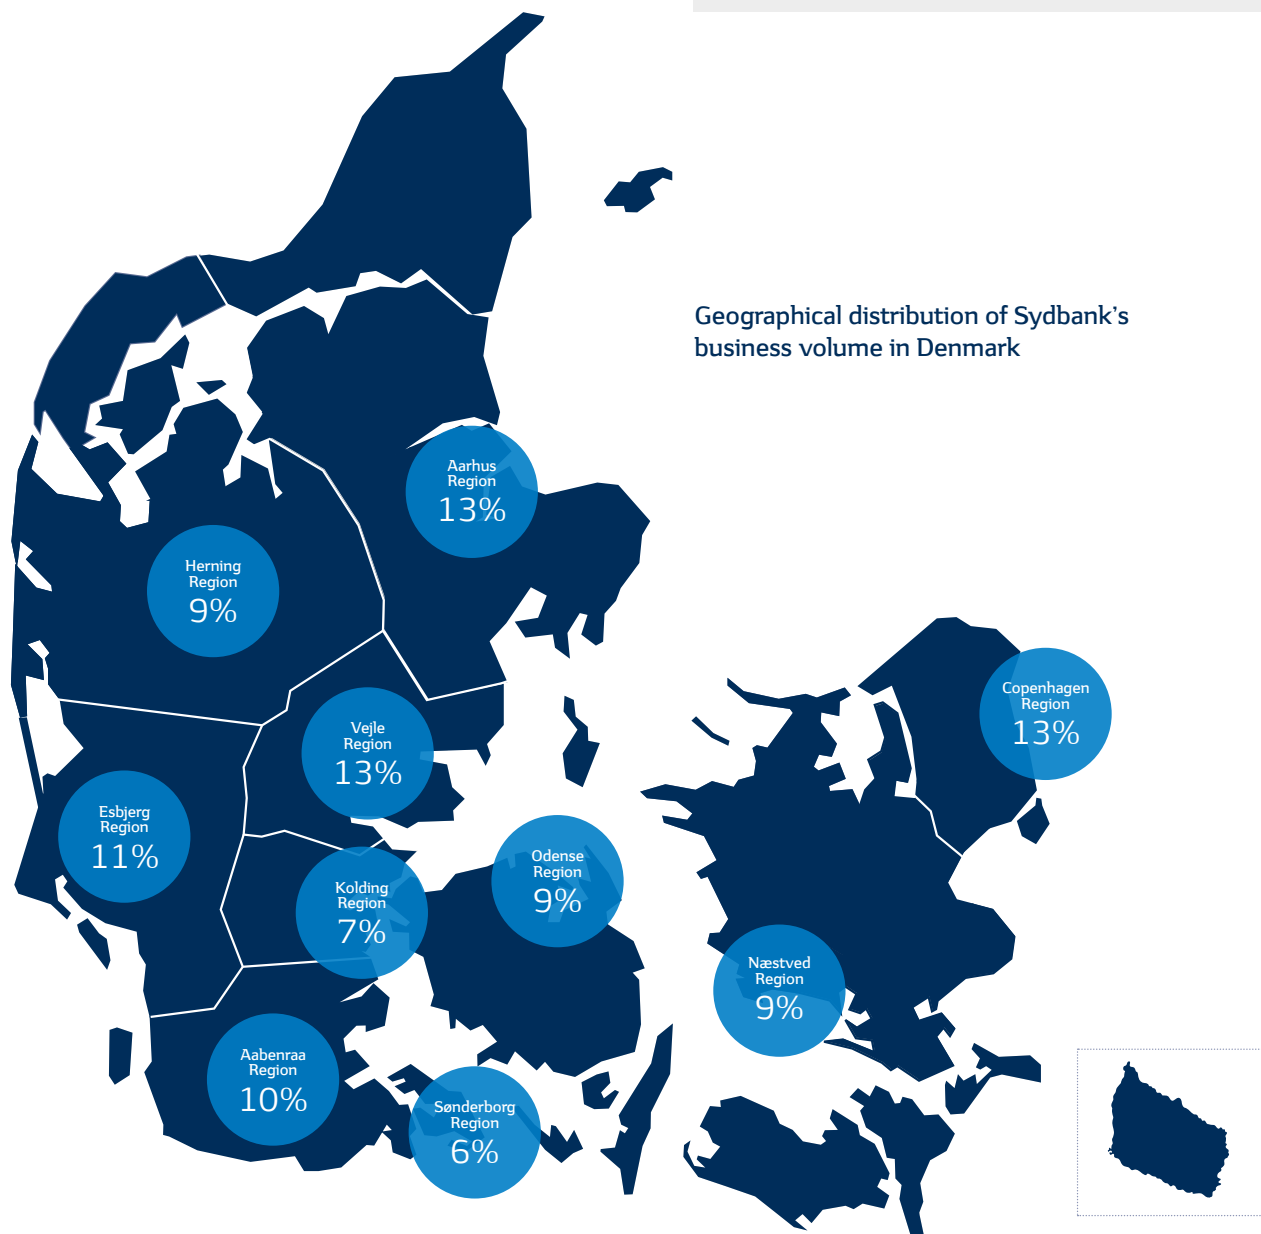 Geographical distribution of Sydbank’s
business volume in Denmark
Aarhus
Region
13%
Herning
Region
9%
Copenhagen
Region
13%
Vejle
Region
13%
Esbjerg
Region
11%
Odense
Region
9%
Kolding
Region
7%
Næstved
Region
9%
Aabenraa
Region
10%
Sønderborg
Region
6%